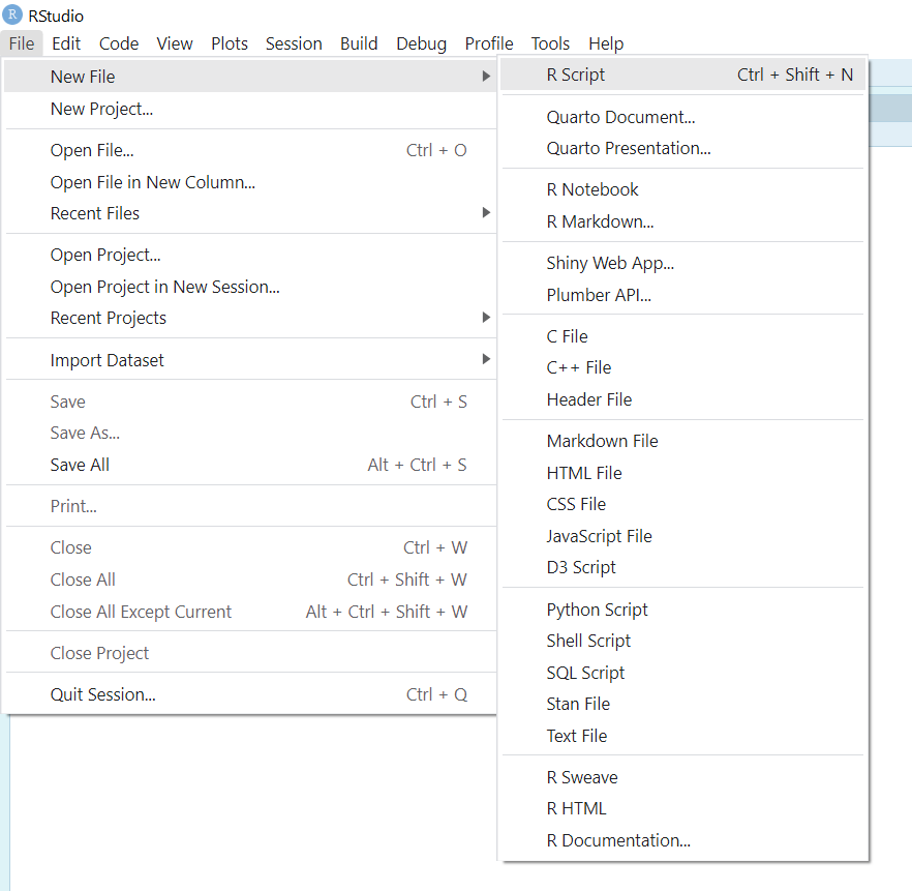 R RStudio
File Edit Code View Plots Session Build Debug Profile Tools Help
New File
New Project...
Open File... Ctrl + O
Open File in New Column...
Recent Files
Open Project...
Open Project in New Session...
Recent Projects
Import Dataset
Save Ctrl + S
Save As...
Save All Alt + Ctrl + S
Print...
Close Ctrl + W
Close All Ctrl + Shift + W
Close All Except Current Alt + Ctrl + Shift + W
Close Project
Quit Session... Ctrl + Q
R Script Ctrl + Shift + N
Quarto Document...
Quarto Presentation...
R Notebook
R Markdown...
Shiny Web App...
Plumber API...
C File
C++ File
Header File
Markdown File
HTML File
CSS File
JavaScript File
D3 Script
Python Script
Shell Script
SQL Script
Stan File
Text File
R Sweave
R HTML
R Documentation...